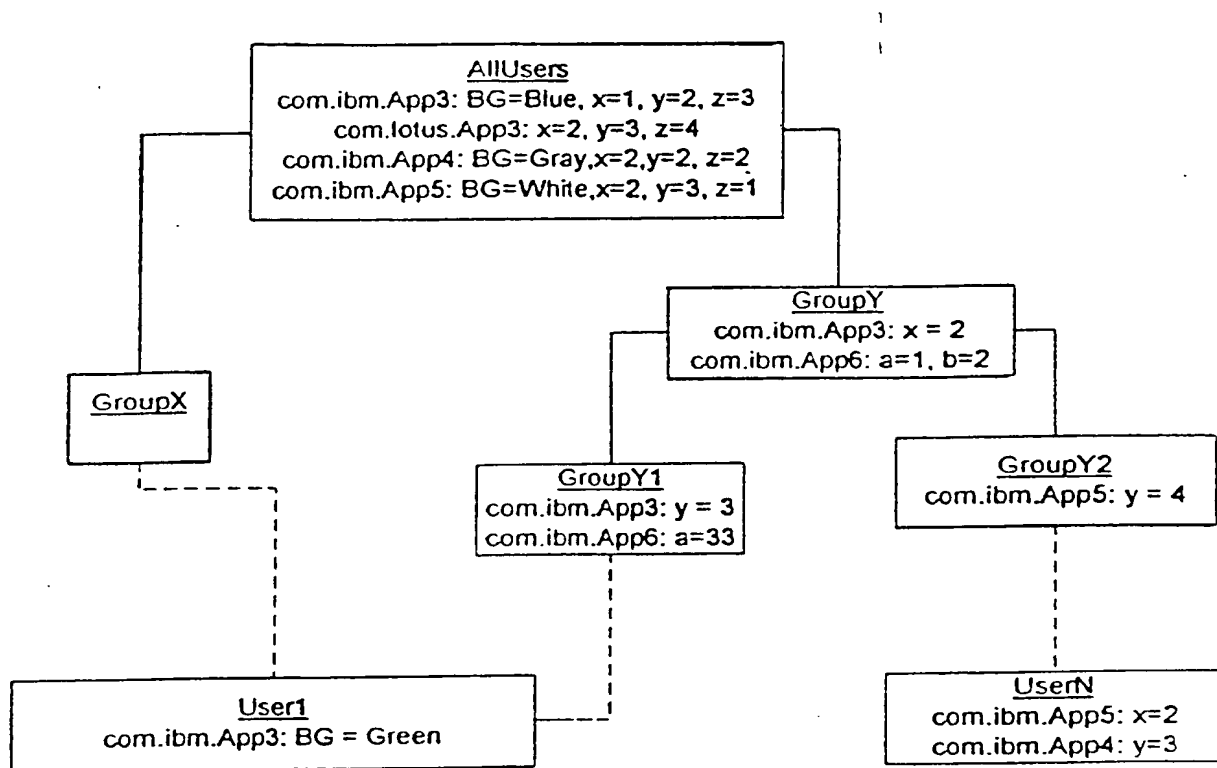 AllUsers
com.ibm.App3: BG=Blue, x=1, y=2, z=3
com.lotus.App3: x=2, y=3, z=4
com.ibm.App4: BG=Gray,x=2,y=2, z=2
com.ibm.App5: BG=White,x=2, y=3, z=1
GroupY
com.ibm.App3: x = 2
com.ibm.App6: a=1, b=2
GroupX
GroupY1
com.ibm.App3: y = 3
com.ibm.App6: a=33
GroupY2
com.ibm.App5: y = 4
User1
com.ibm.App3: BG = Green
UserN
com.ibm.App5: x=2
com.ibm.App4: y=3